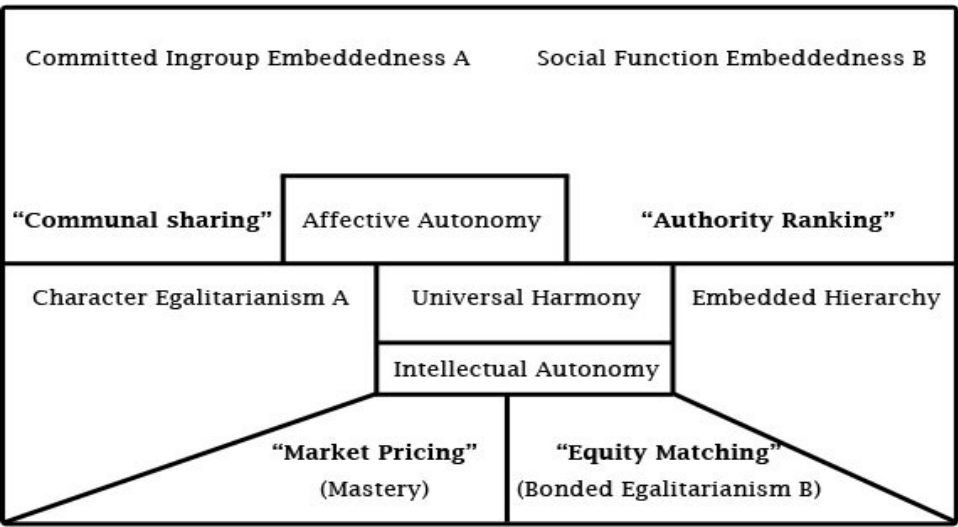 Committed Ingroup Embeddedness A
Social Function Embeddedness B
“Communal sharing”
Affective Autonomy
“Authority Ranking”
Character Egalitarianism A
Universal Harmony
Embedded Hierarchy
Intellectual Autonomy
“Market Pricing”
(Mastery)
“Equity Matching”
(Bonded Egalitarianism B)